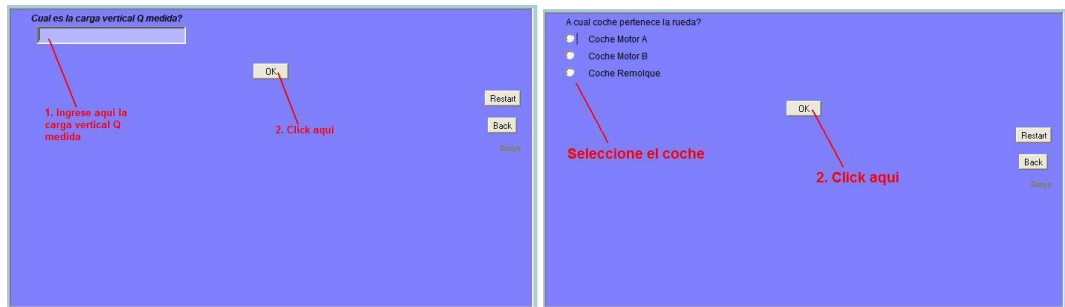 Cual es la carga vertical Q medida?
OK
1. Ingrese aqui la
carga vertical Q
medida
2. Click aqui
Restart
Back
Exsys
A cual coche pertenece la rueda?
Coche Motor A
Coche Motor B
Coche Remolque
OK
Seleccione el coche
2. Click aqui
Restart
Back
Exsys